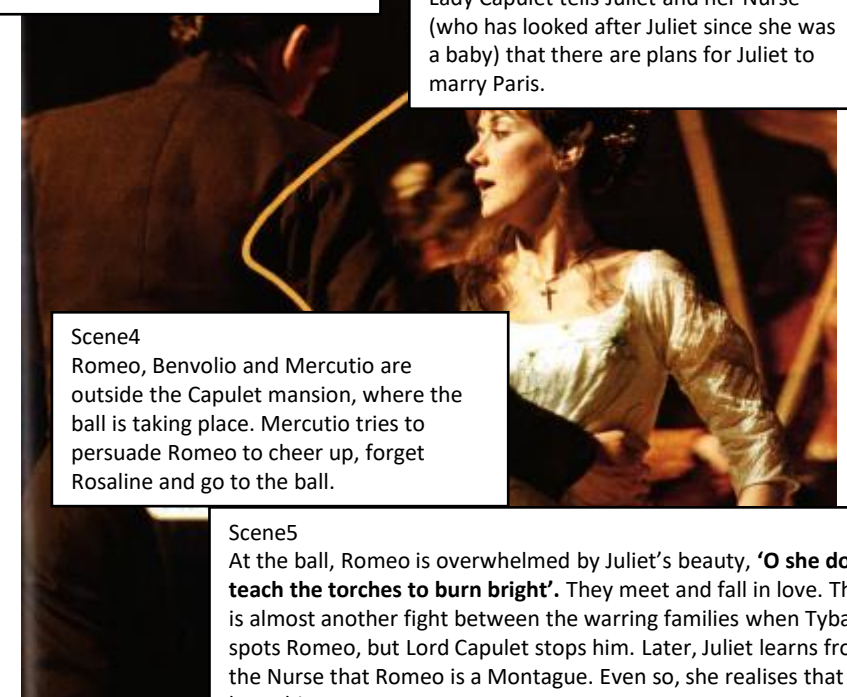 Lady Capulet tells Juliet and her Nurse
(who has looked after Juliet since she was
a baby) that there are plans for Juliet to
marry Paris.
Scene4
Romeo, Benvolio and Mercutio are
outside the Capulet mansion, where the
ball is taking place. Mercutio tries to
persuade Romeo to cheer up, forget
Rosaline and go to the ball.
Scene5
At the ball, Romeo is overwhelmed by Juliet's beauty, 'O she do
teach the torches to burn bright'. They meet and fall in love. Th
is almost another fight between the warring families when Tyba
spots Romeo, but Lord Capulet stops him. Later, Juliet learns fro
the Nurse that Romeo is a Montague. Even so, she realises that